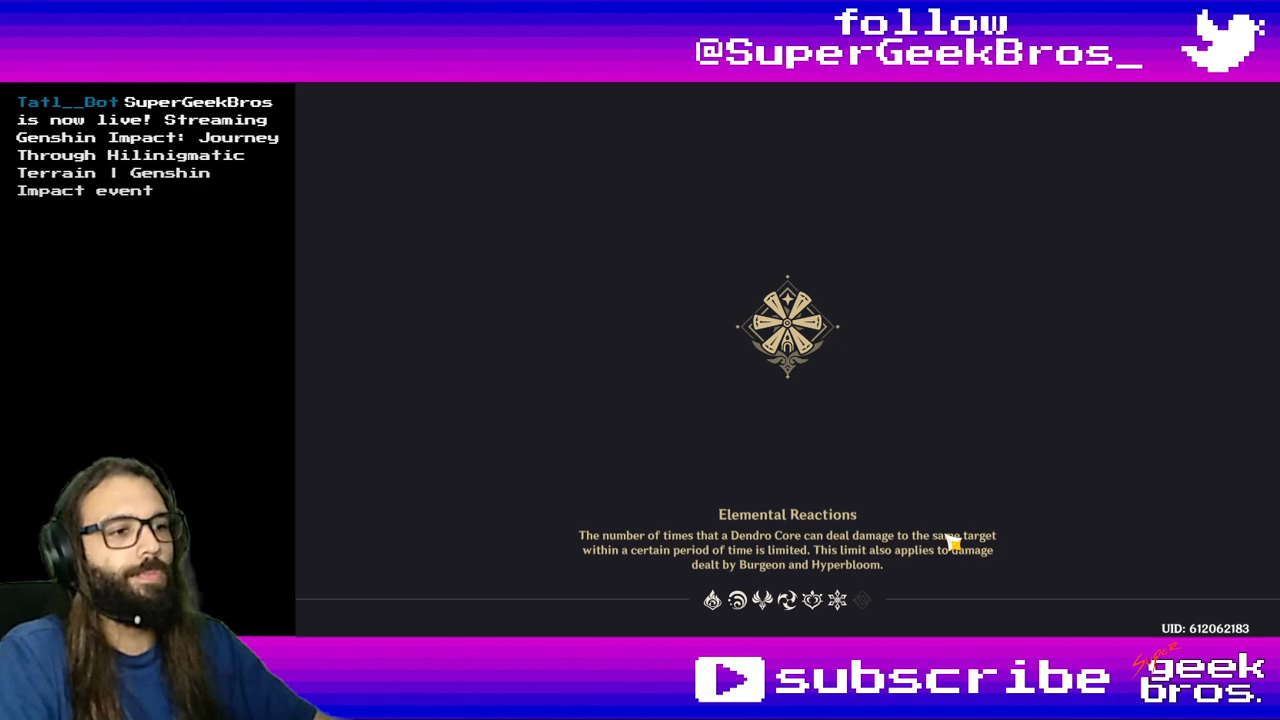 follow
@SuperGeekBros_
Tatl__Bot SuperGeekBros
is now live! Streaming
Genshin Impact: Journey
Through Hilinigmatic
Terrain | Genshin
Impact event
Elemental Reactions
The number of times that a Dendro Core can deal damage to the same target
within a certain period of time is limited. This limit also applies to damage
dealt by Burgeon and Hyperbloom.
UID: 612062183
subscribe
SUPER
geek
bros.